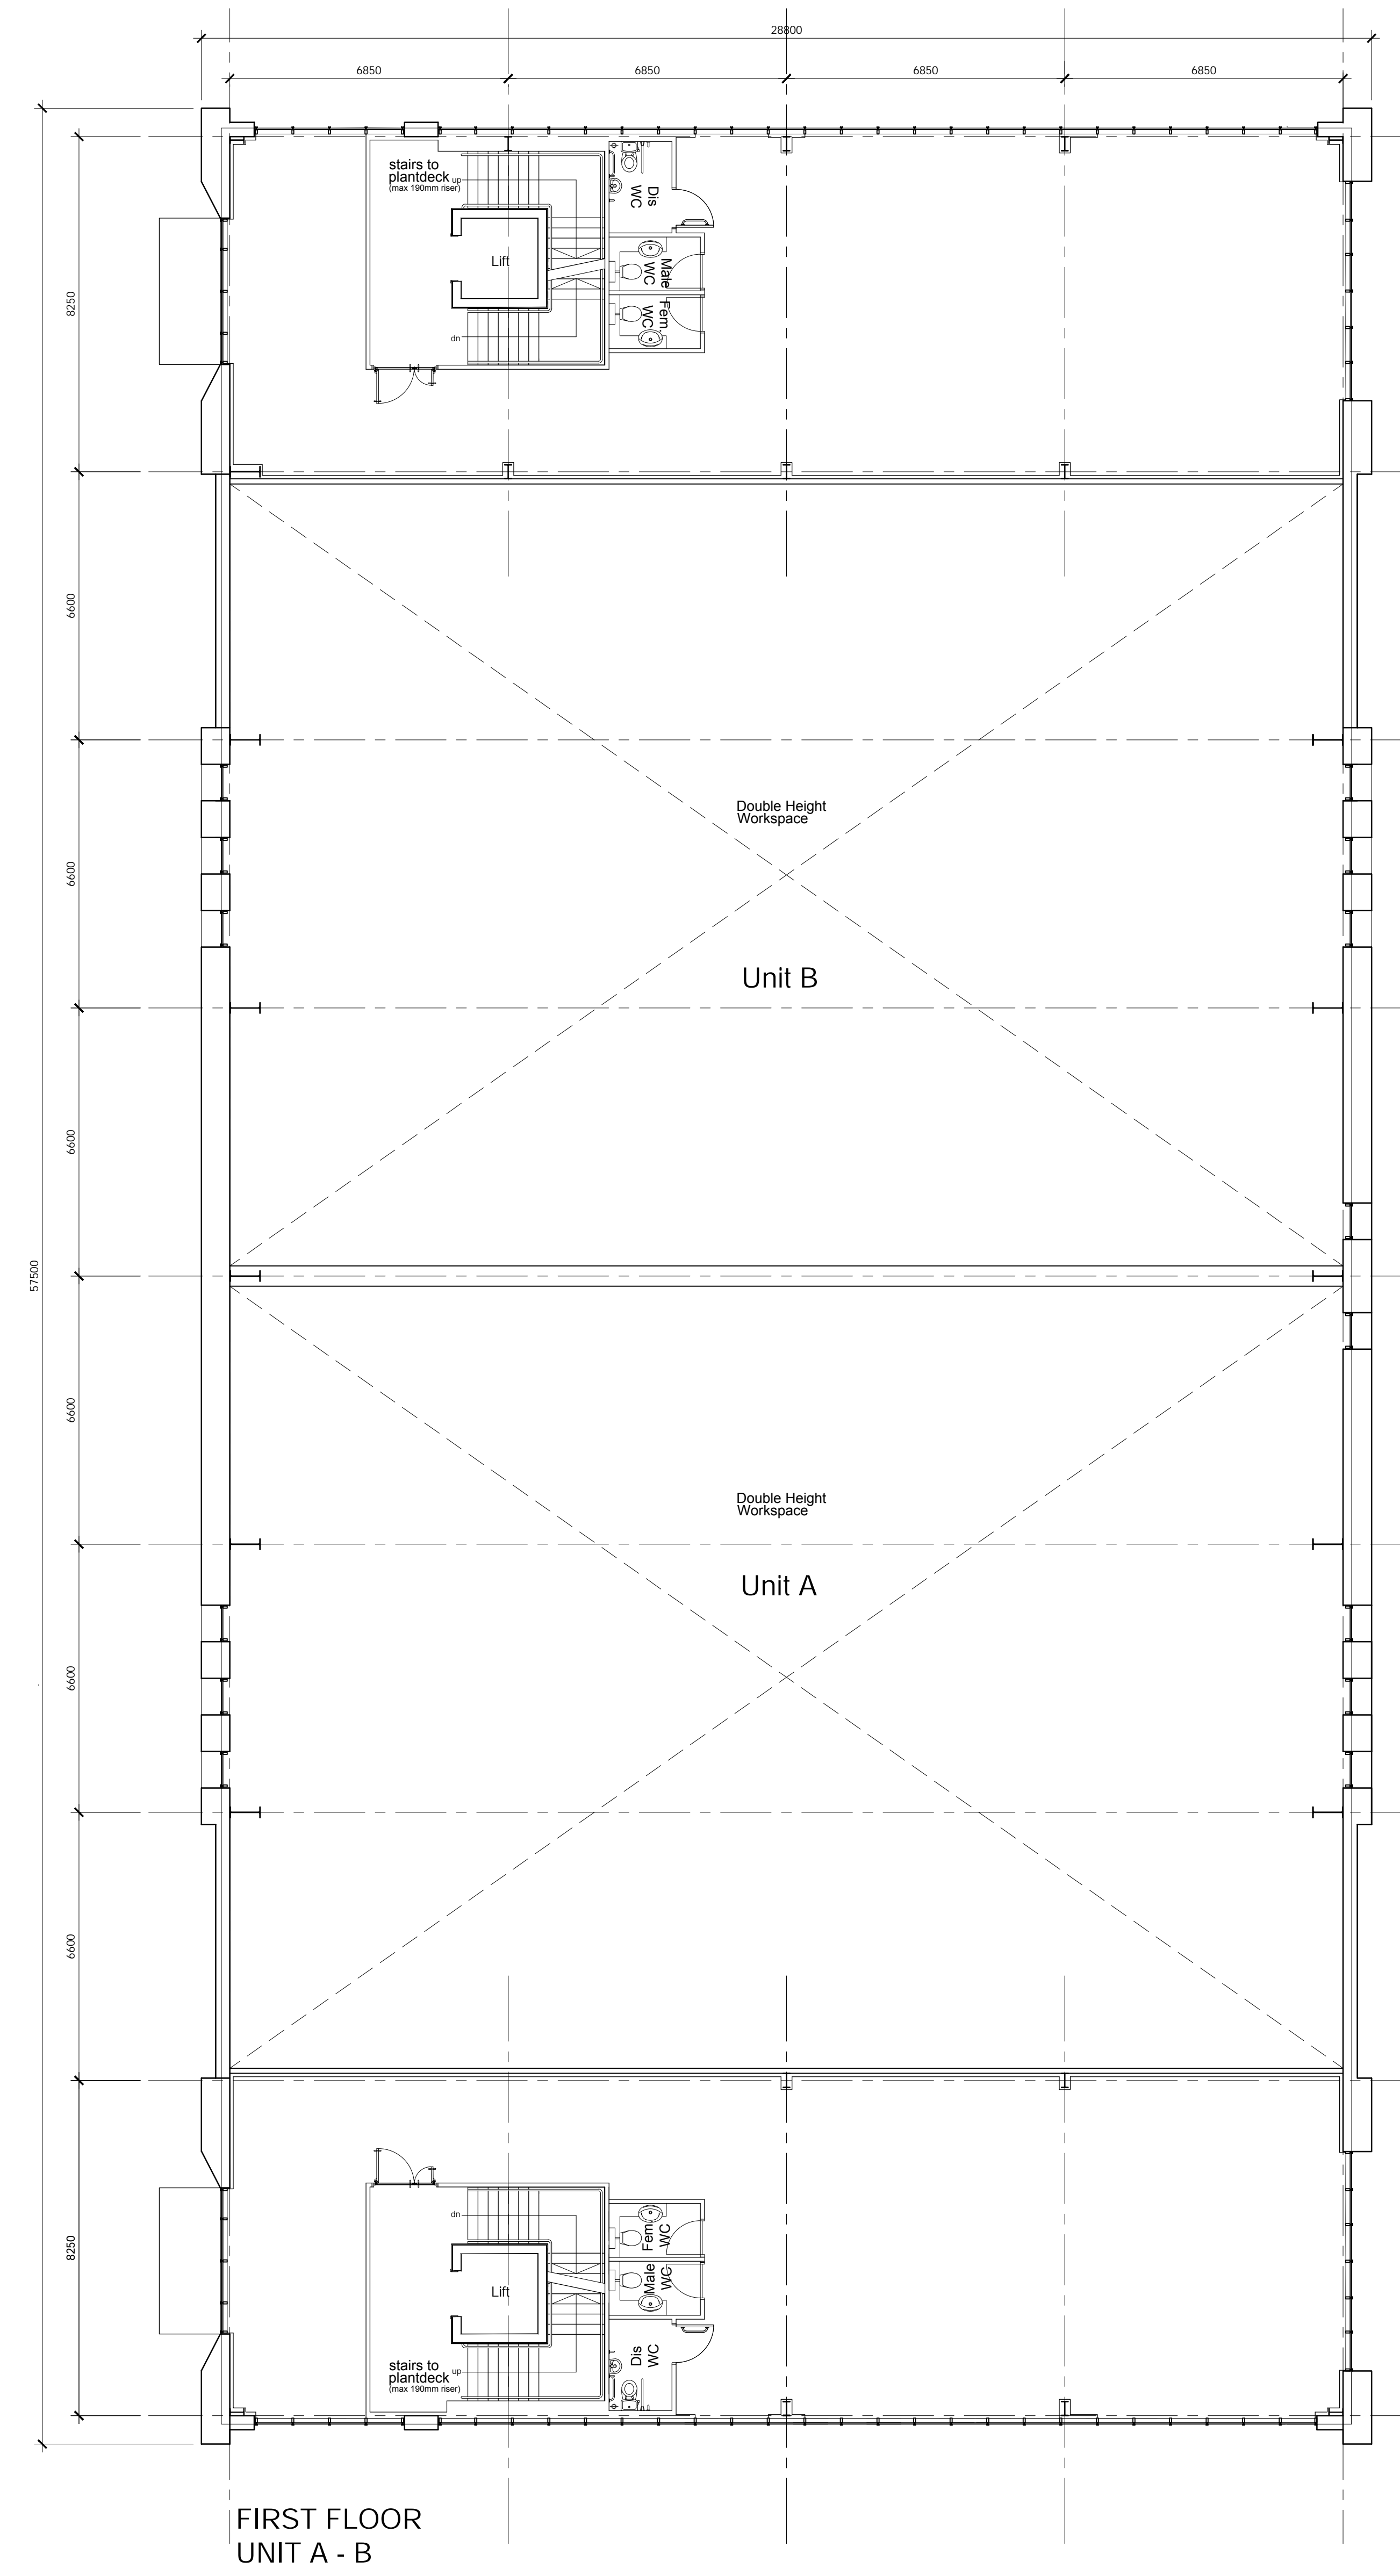 28800
6850
6850
6850
6850
stairs to
plantdeck
up
(max 190mm riser)
Dis
WC
Lift
Male
WC
Fem.
WC
dn
8250
6600
6600
Double Height
Workspace
Unit B
6600
57500
6600
Double Height
Workspace
Unit A
6600
6600
dn
Fem.
WC
8250
Lift
Male
WC
Dis
WC
stairs to
plantdeck
up
(max 190mm riser)
FIRST FLOOR
UNIT A - B